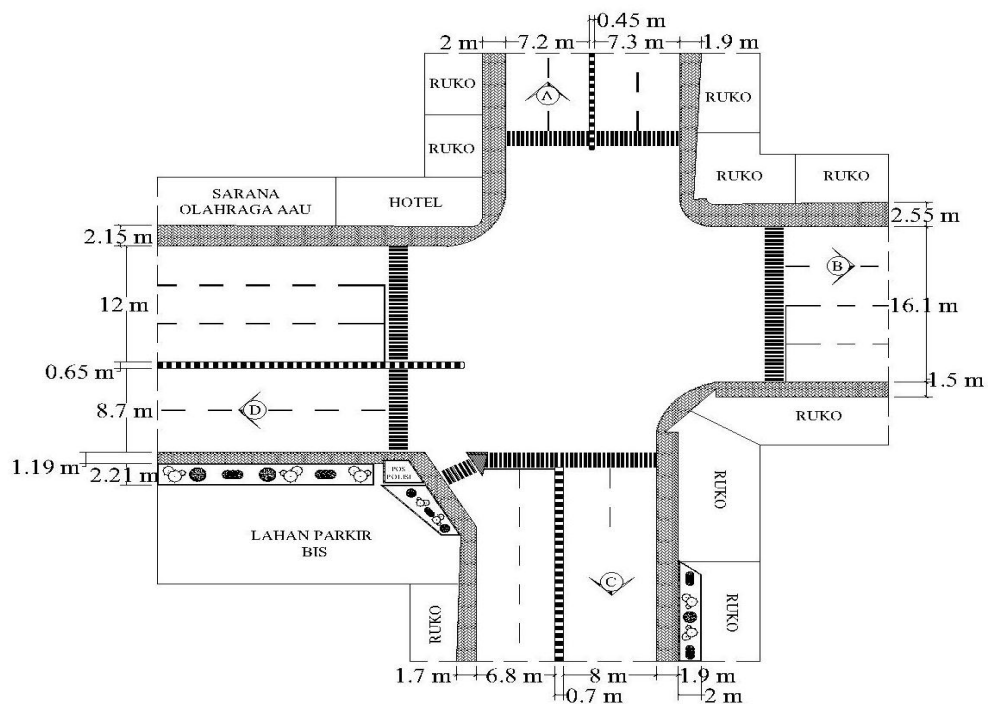 0.45 m
2 m
7.2 m
7.3 m
1.9 m
RUKO
A
RUKO
RUKO
RUKO
RUKO
SARANA
OLAHRAGA AAU
HOTEL
2.15 m
2.55 m
B
12 m
16.1 m
0.65 m
1.5 m
8.7 m
D
RUKO
1.19 m
2.21 m
POS
POLISI
RUKO
LAHAN PARKIR
BIS
C
RUKO
RUKO
1.7 m
6.8 m
8 m
1.9 m
0.7 m
2 m